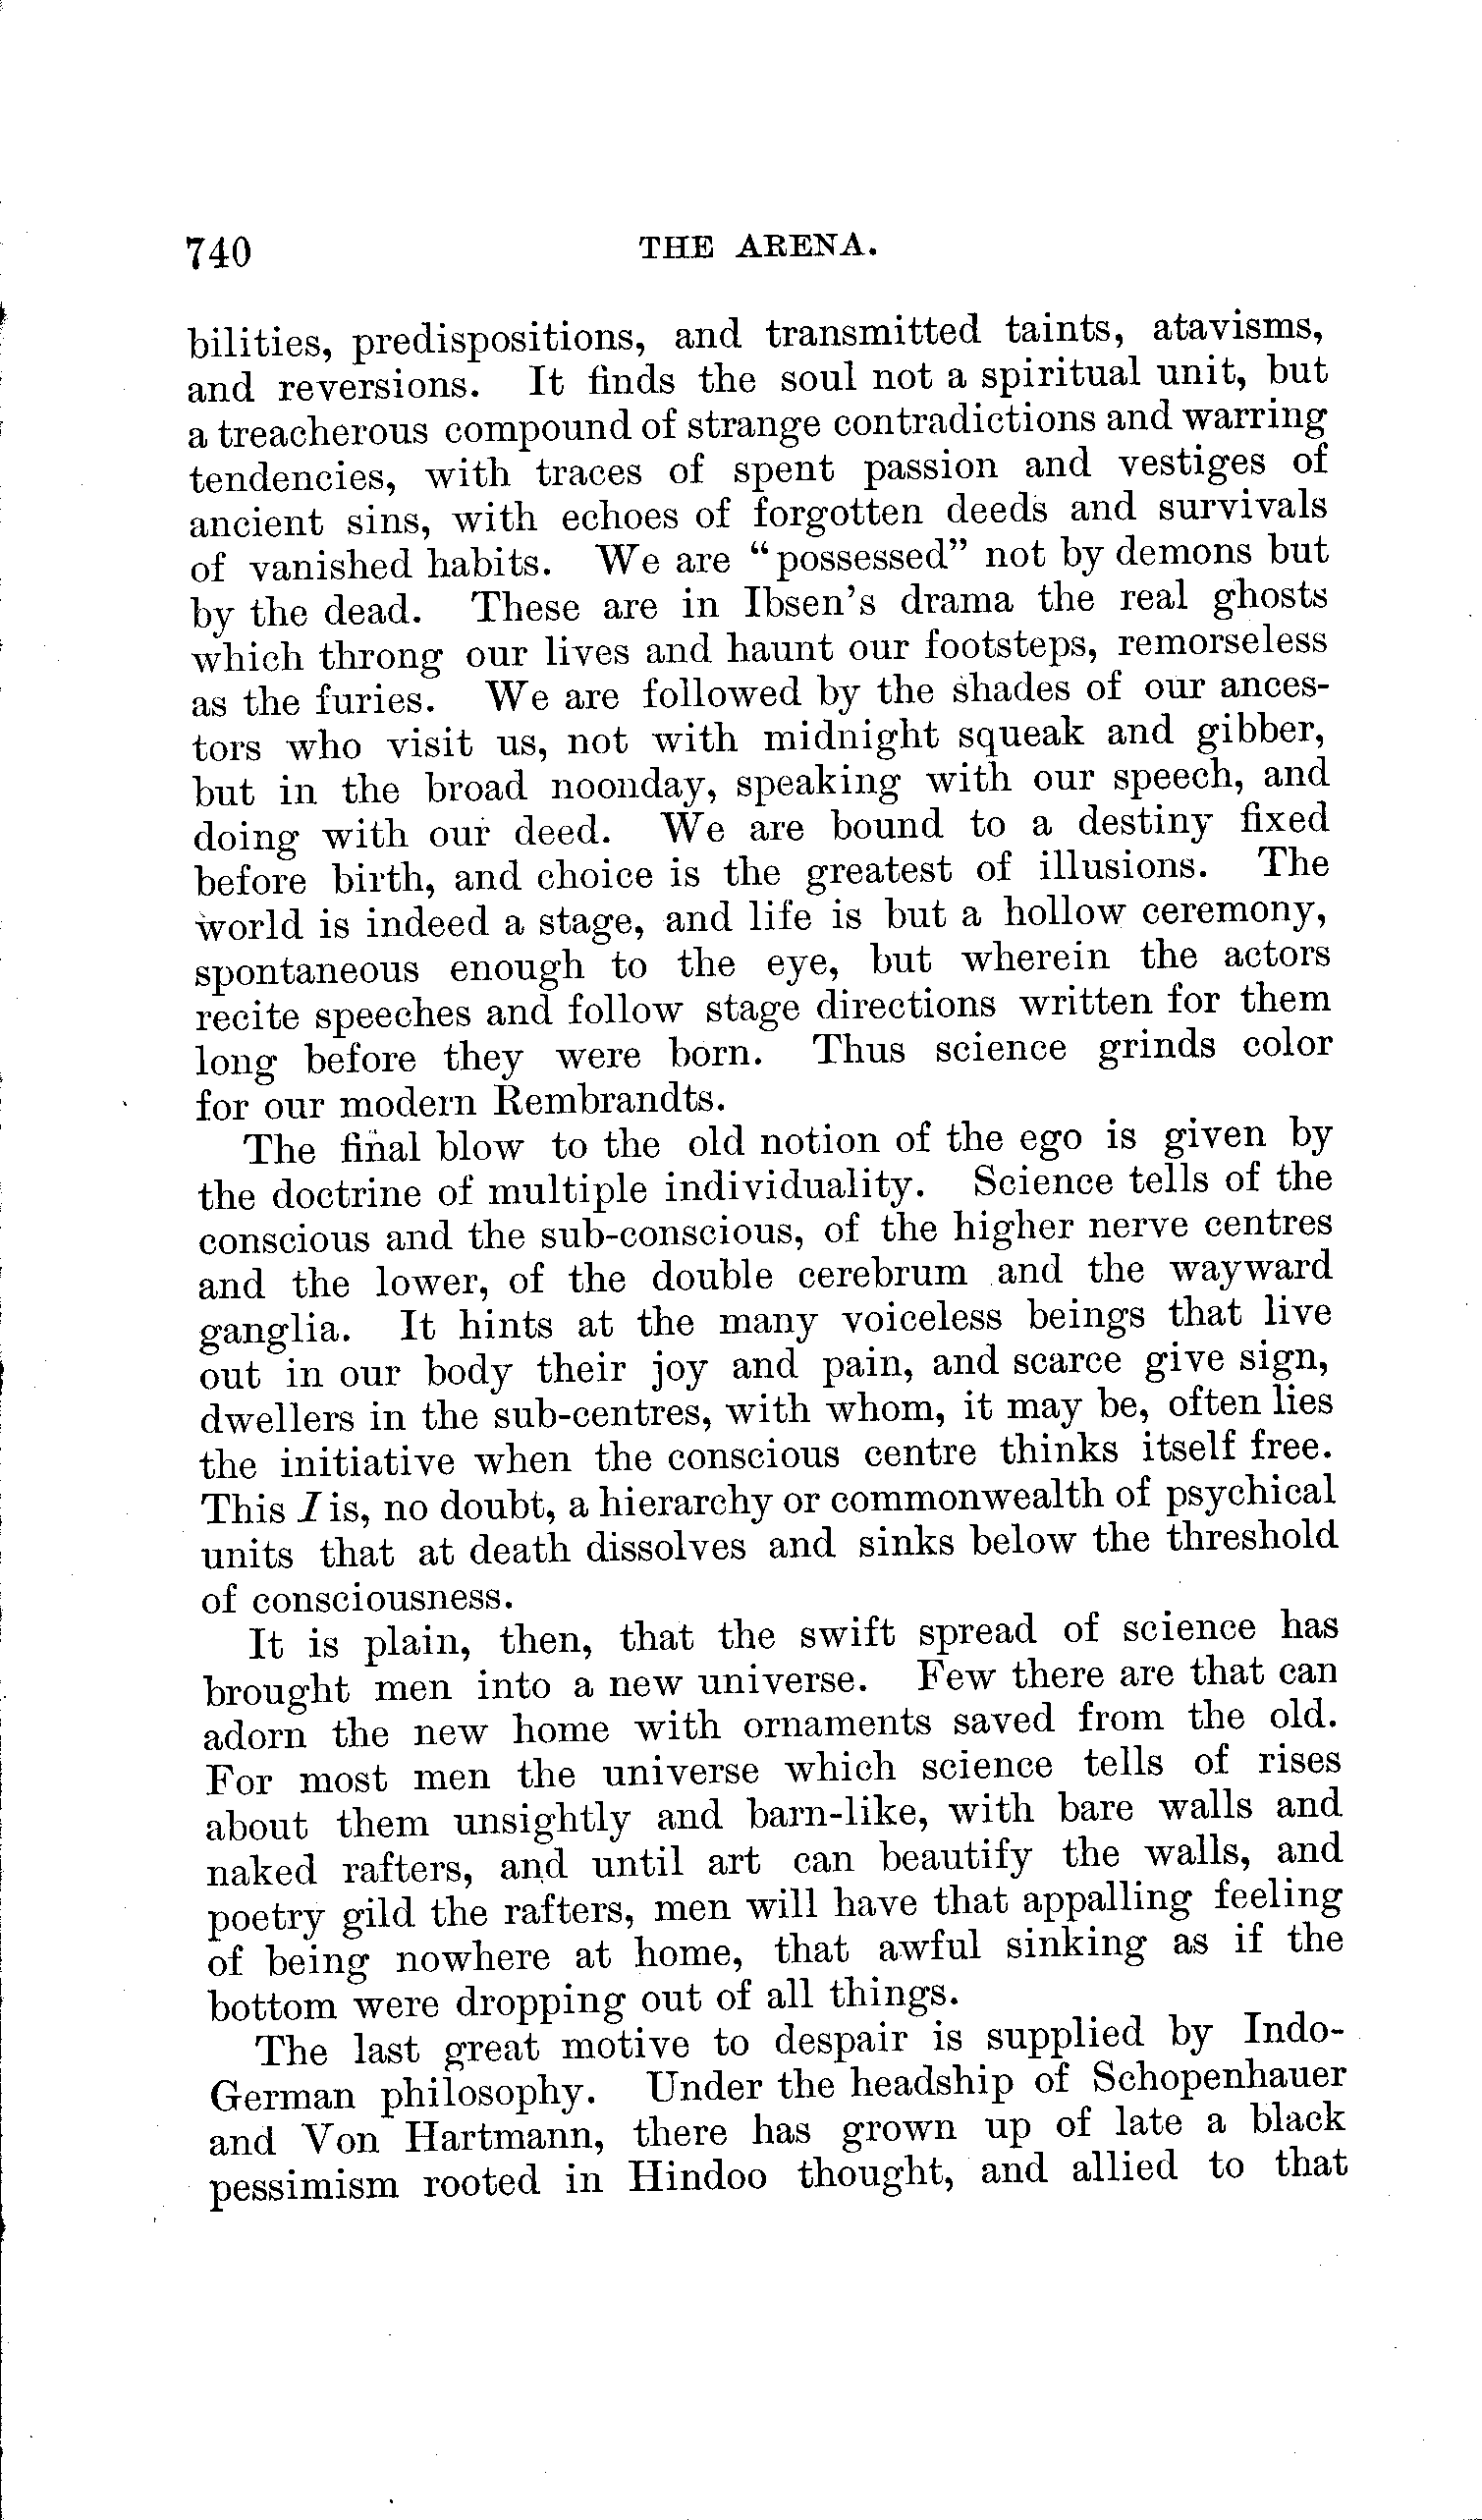 740 THE ARENA.
bilities, predispositions, and transmitted taints, atavisms,
and reversions. It finds the soul not a spiritual unit, but
a treacherous compound of strange contradictions and warring
tendencies, with traces of spent passion and vestiges of
ancient sins, with echoes of forgotten deeds and survivals
of vanished habits. We are “possessed” not by demons but
by the dead. These are in Ibsen’s drama the real ghosts
which throng our lives and haunt our footsteps, remorseless
as the furies. We are followed by the shades of our ances-
tors who visit us, not with midnight squeak and gibber,
but in the broad noonday, speaking with our speech, and
doing with our deed. We are bound to a destiny fixed
before birth, and choice is the greatest of illusions. The
world is indeed a stage, and life is but a hollow ceremony,
spontaneous enough to the eye, but wherein the actors
recite speeches and follow stage directions written for them
long before they were born. Thus science grinds color
for our modern Rembrandts.
The final blow to the old notion of the ego is given by
the doctrine of multiple individuality. Science tells of the
conscious and the sub-conscious, of the higher nerve centres
and the lower, of the double cerebrum and the wayward
ganglia. It hints at the many voiceless beings that live
out in our body their joy and pain, and scarce give sign,
dwellers in the sub-centres, with whom, it may be, often lies
the initiative when the conscious centre thinks itself free.
This I is, no doubt, a hierarchy or commonwealth of psychical
units that at death dissolves and sinks below the threshold
of consciousness.
It is plain, then, that the swift spread of science has
brought men into a new universe. Few there are that can
adorn the new home with ornaments saved from the old.
For most men the universe which science tells of rises
about them unsightly and barn-like, with bare walls and
naked rafters, and until art can beautify the walls, and
poetry gild the rafters, men will have that appalling feeling
of being nowhere at home, that awful sinking as if the
bottom were dropping out of all things.
The last great motive to despair is supplied by Indo-
German philosophy. Under the headship of Schopenhauer
and Von Hartmann, there has grown up of late a black
pessimism rooted in Hindoo thought, and allied to that